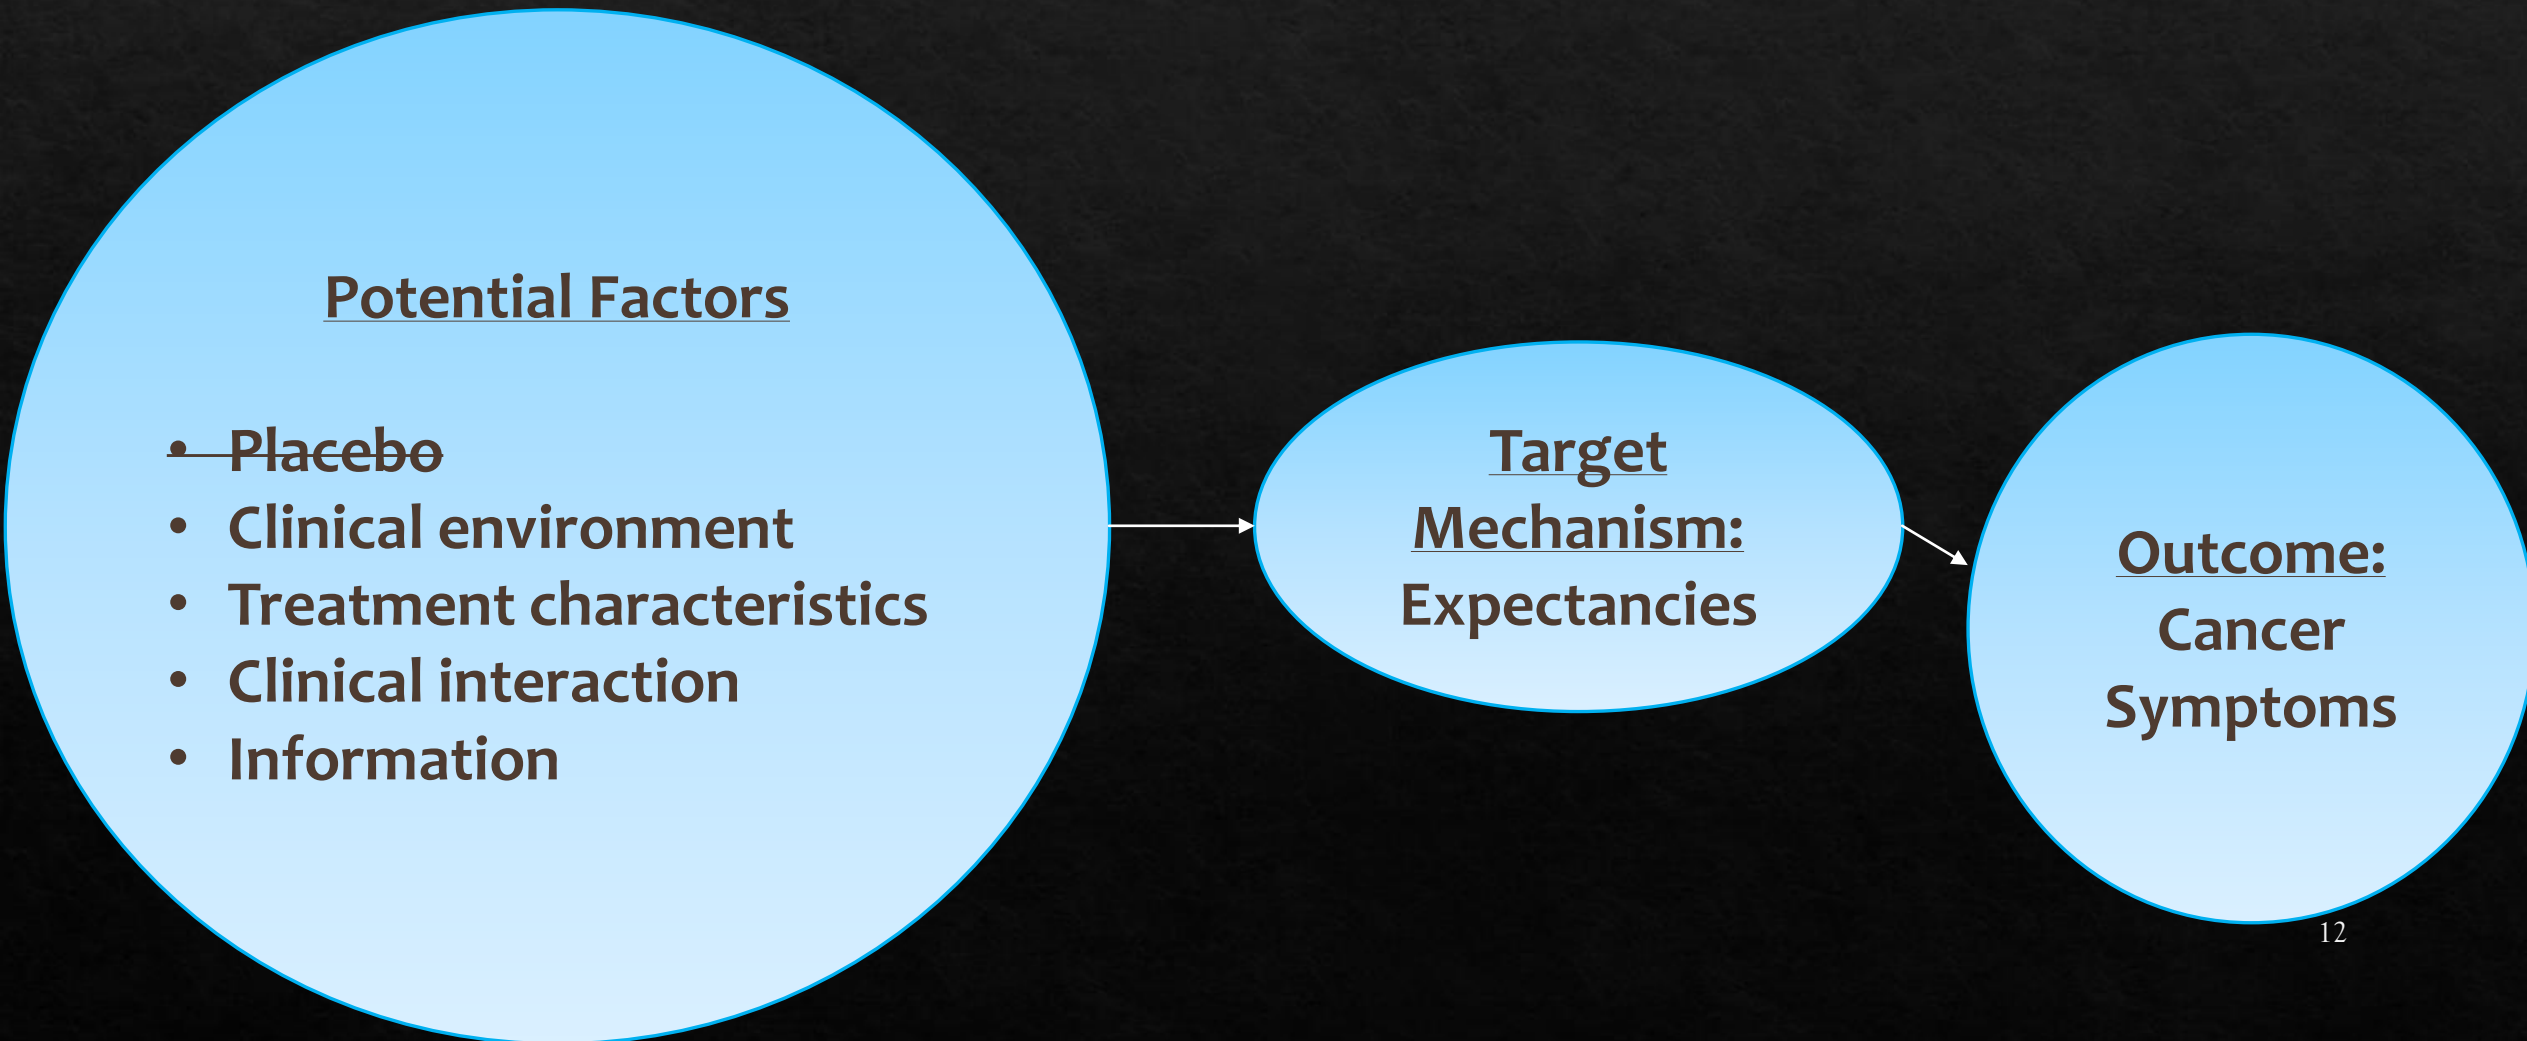 Potential Factors
• Placebo
• Clinical environment
• Treatment characteristics
• Clinical interaction
• Information
Target
Mechanism:
Expectancies
Outcome:
Cancer
Symptoms
12